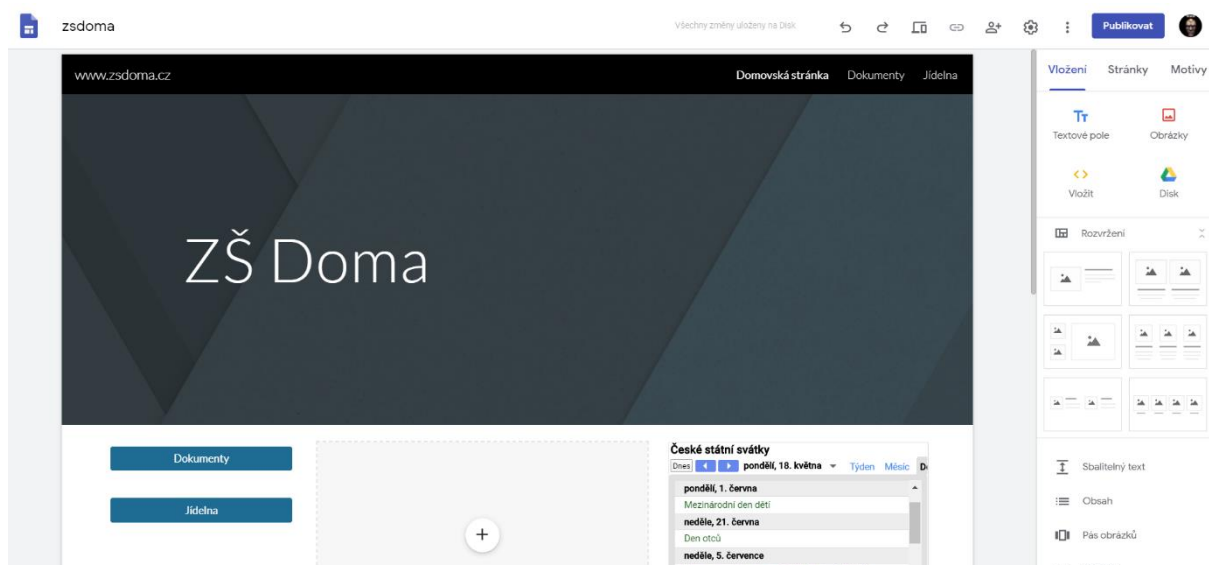 zsdoma
Všechny změny uloženy na Disk
Publikovat
www.zsdoma.cz
Domovská stránka Dokumenty Jídelna
Vložení Stránky Motivy
Textové pole Obrázky
Vložit Disk
Rozvržení
ZŠ Doma
Dokumenty
Jídelna
České státní svátky
Dnes pondělí, 18. května Týden Měsíc
pondělí, 1. června
Mezinárodní den dětí
neděle, 21. června
Den otců
neděle, 5. července
Sbalitelný text
Obsah
Pás obrázků